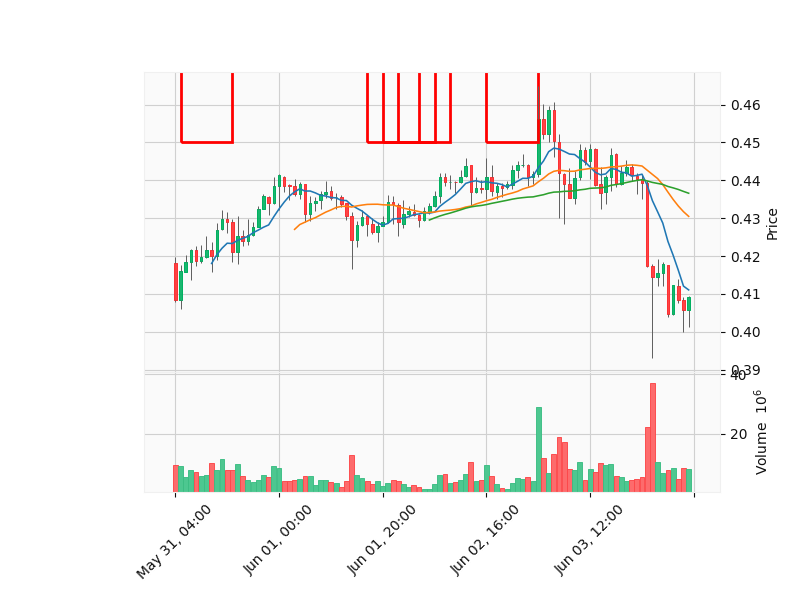 0.46
0.45
0.44
0.43
0.42
0.41
0.40
0.39
Price
40
20
Volume 10^6
May 31, 04:00
Jun 01, 00:00
Jun 01, 20:00
Jun 02, 16:00
Jun 03, 12:00